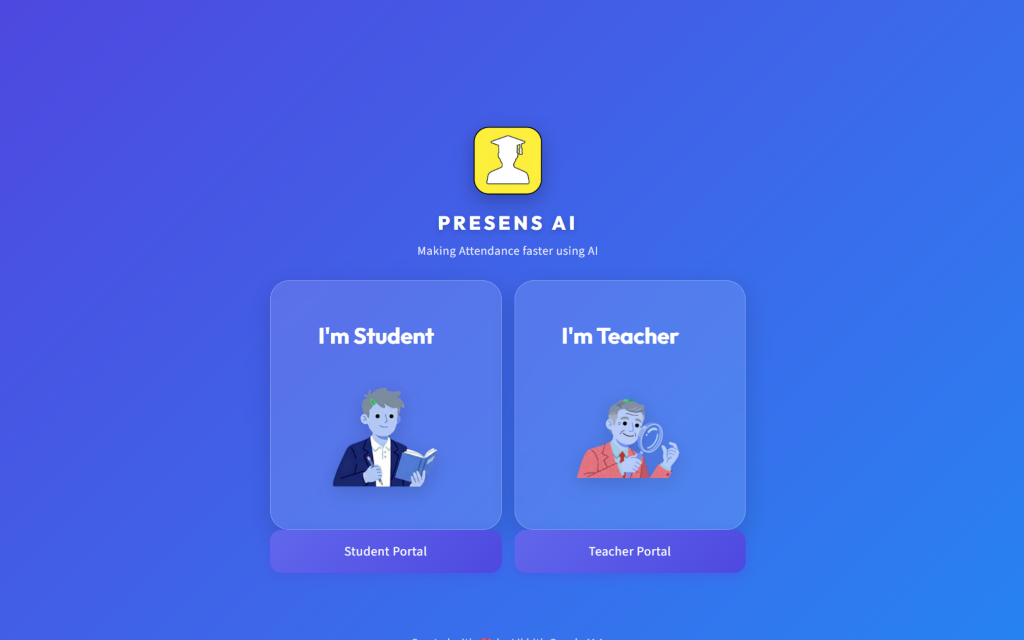 PRESENS AI
Making Attendance faster using AI
I'm Student
I'm Teacher
Student Portal
Teacher Portal